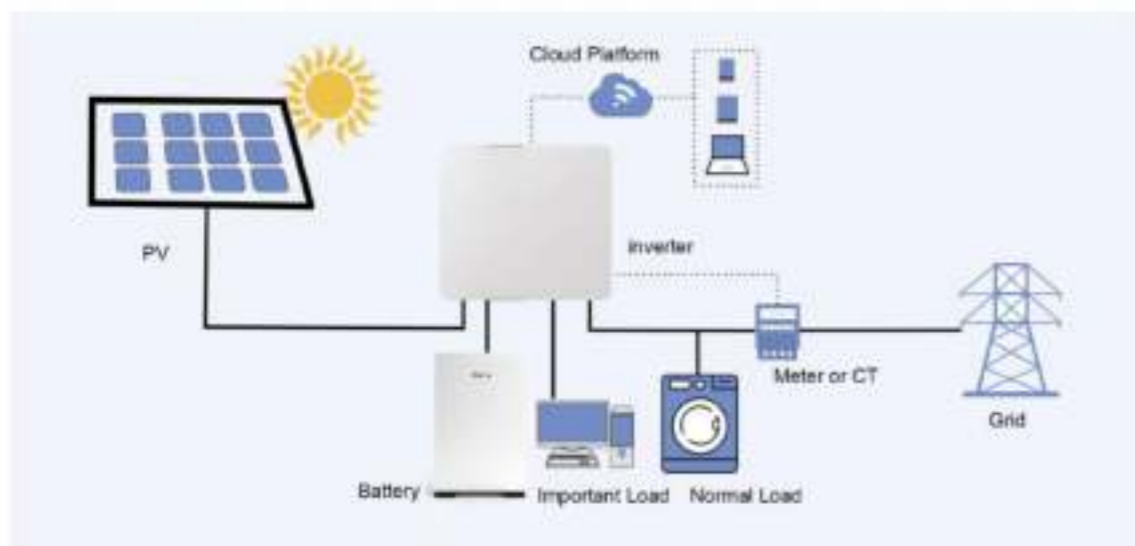 Cloud Platform
PV
inverter
Meter or CT
Grid
Battery
Important Load
Normal Load